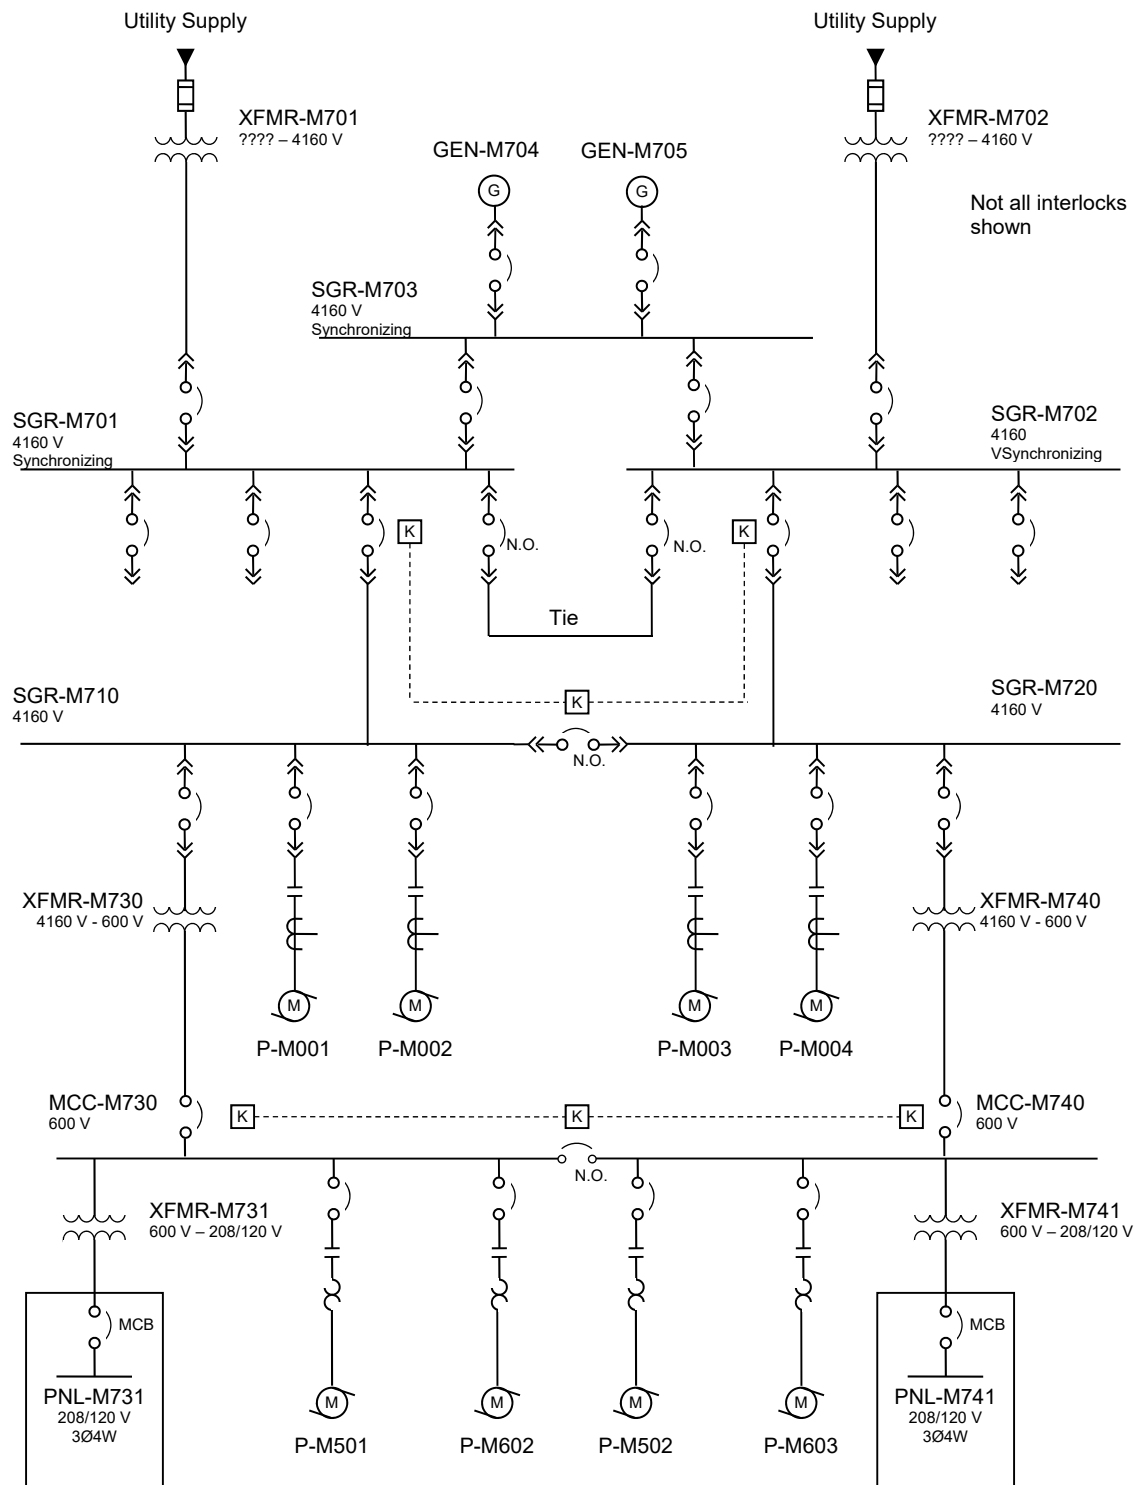 Utility Supply
Utility Supply
XFMR-M701
???? – 4160 V
XFMR-M702
???? – 4160 V
GEN-M704
GEN-M705
G
G
Not all interlocks
shown
SGR-M703
4160 V
Synchronizing
SGR-M701
4160 V
Synchronizing
SGR-M702
4160
VSynchronizing
K
K
N.O.
N.O.
Tie
SGR-M710
4160 V
K
SGR-M720
4160 V
N.O.
XFMR-M730
4160 V - 600 V
XFMR-M740
4160 V - 600 V
M
M
M
M
P-M001
P-M002
P-M003
P-M004
MCC-M730
600 V
K
K
K
MCC-M740
600 V
N.O.
XFMR-M731
600 V – 208/120 V
XFMR-M741
600 V – 208/120 V
MCB
MCB
PNL-M731
208/120 V
3Ø4W
M
M
M
M
PNL-M741
208/120 V
3Ø4W
P-M501
P-M602
P-M502
P-M603